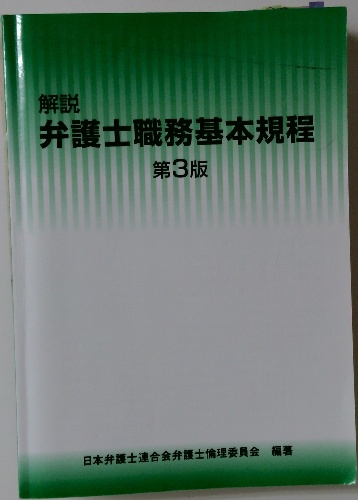 解説
弁護士職務基本規程
第3版
日本弁護士連合会弁護士倫理委員会　編著